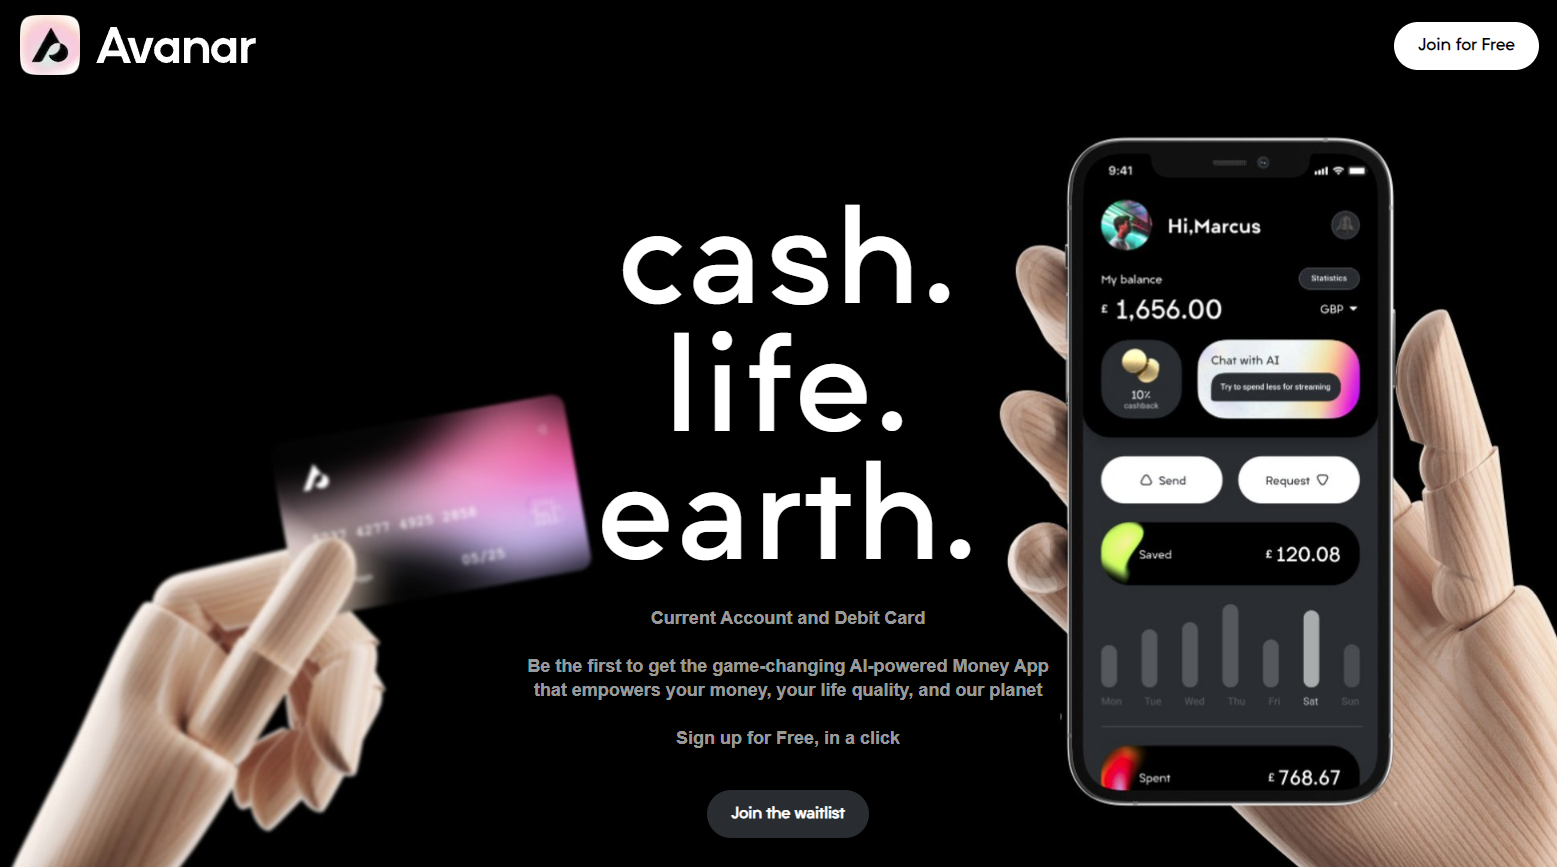 Avanar
Join for Free
cash.
life.
earth.
Current Account and Debit Card
Be the first to get the game-changing AI-powered Money App
that empowers your money, your life quality, and our planet
Sign up for Free, in a click
Join the waitlist
4277 4925 2858
05/25
9:41
Hi,Marcus
My balance
Statistics
£ 1,656.00
GBP
10%
cashback
Chat with AI
Try to spend less for streaming
Send
Request
Saved
£ 120.08
Mon Tue Wed Thu Fri Sat Sun
Spent
£ 768.67